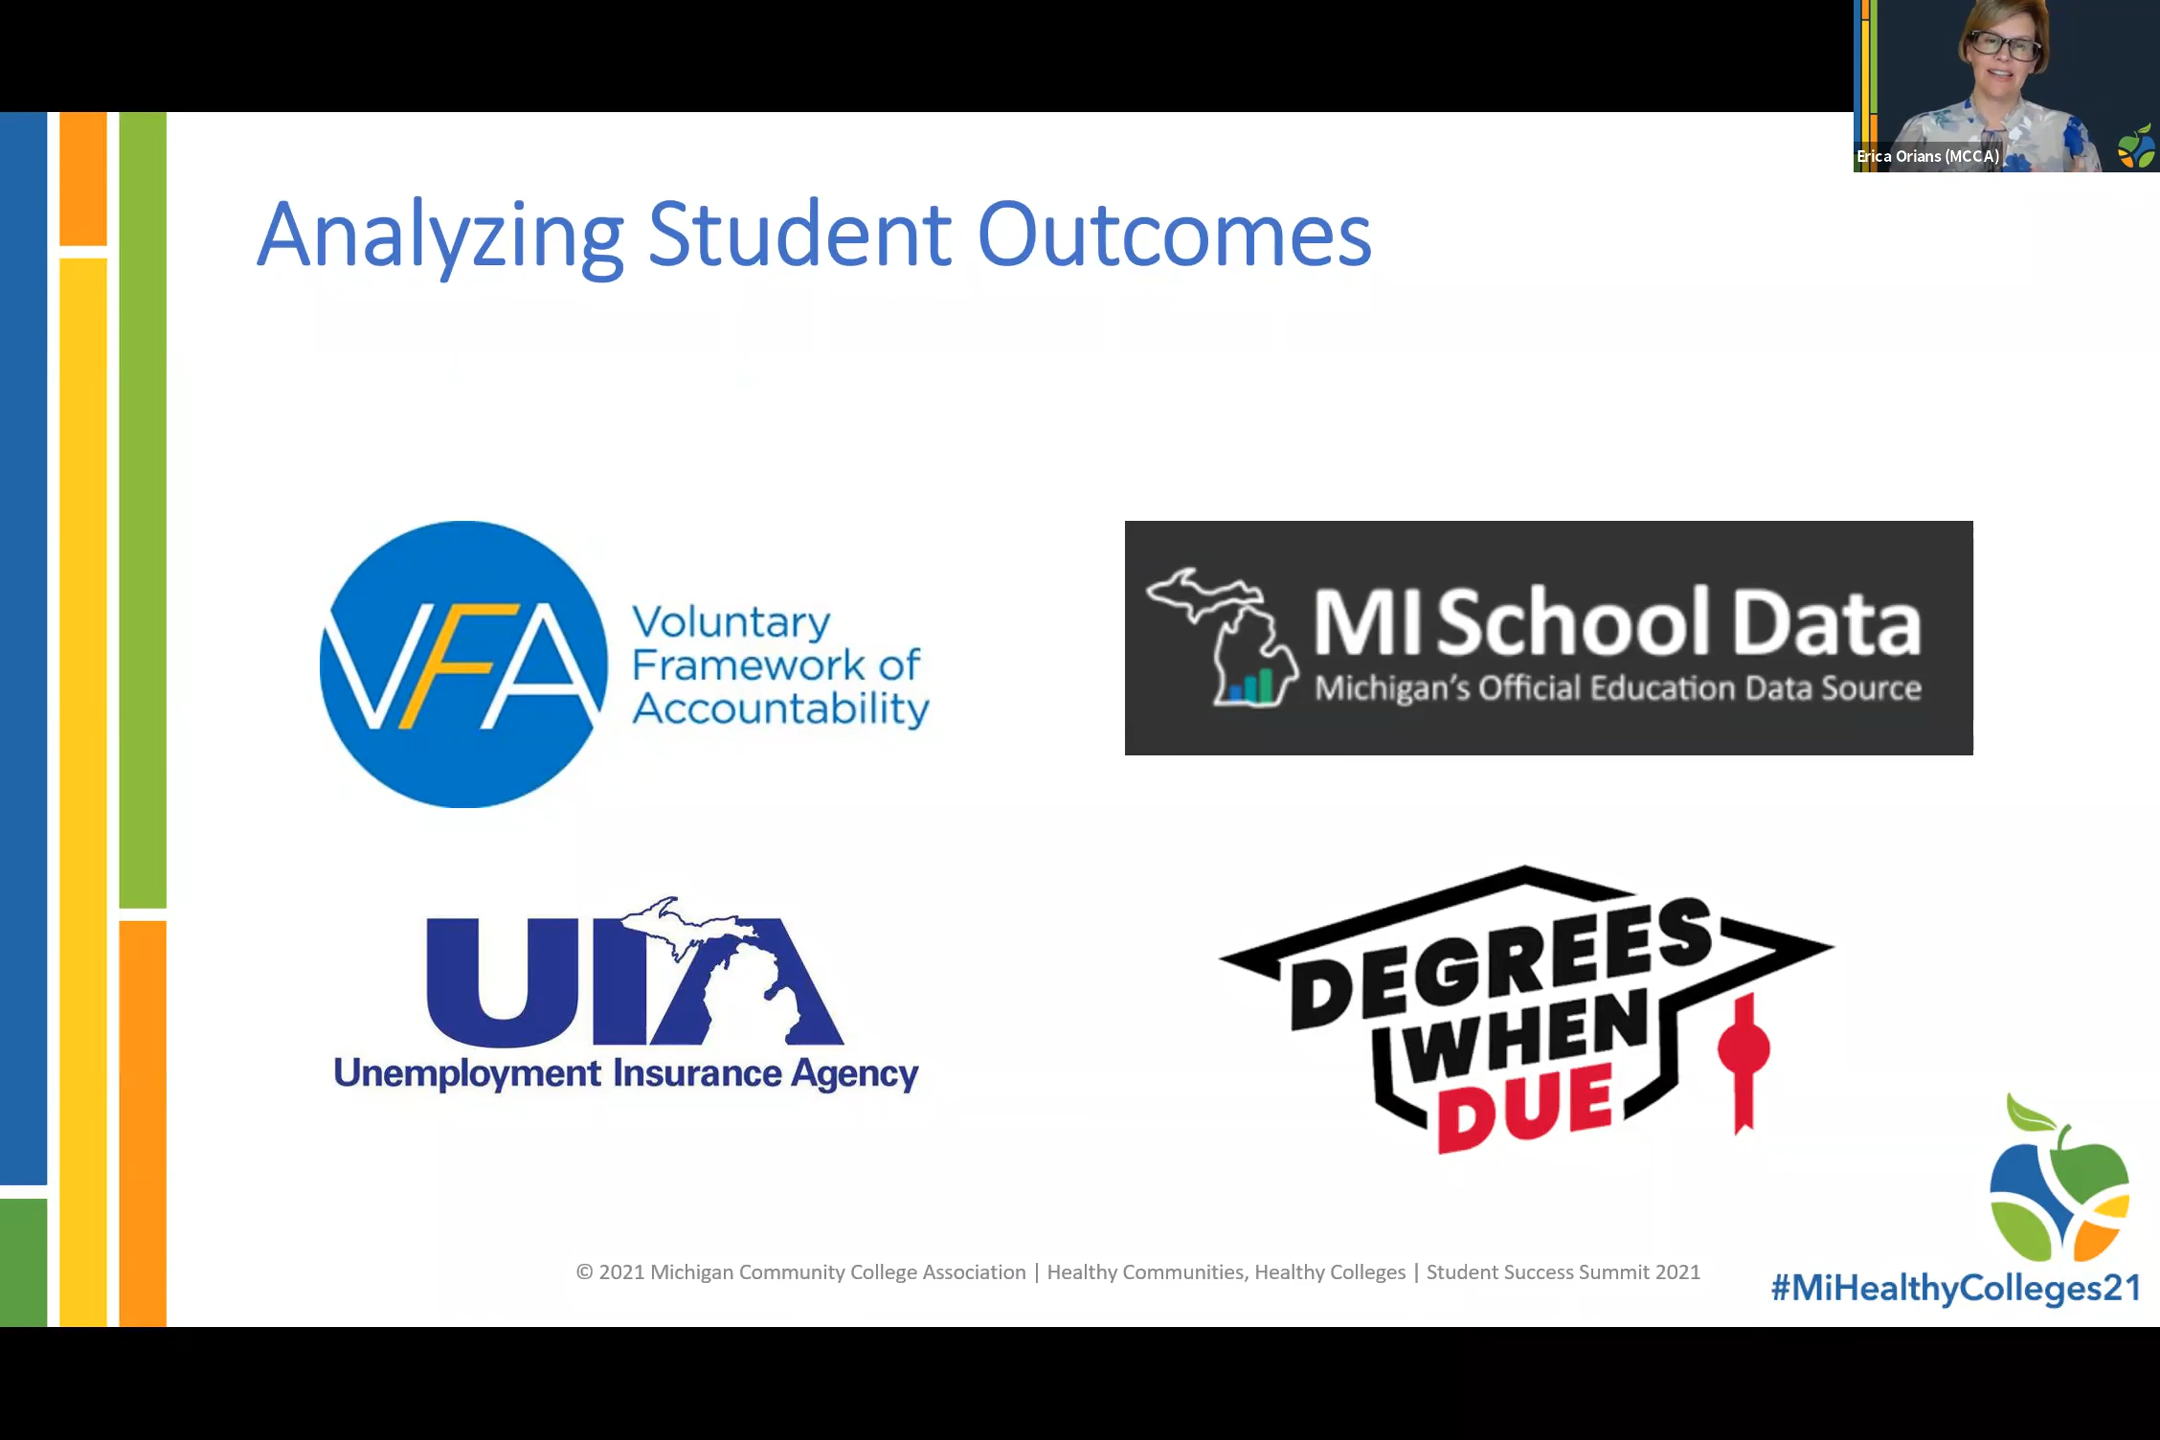 Erica Orians (MCCA)
Analyzing Student Outcomes
VFA
Voluntary
Framework of
Accountability
MI School Data
Michigan's Official Education Data Source
UIA
Unemployment Insurance Agency
DEGREES
WHEN
DUE
© 2021 Michigan Community College Association | Healthy Communities, Healthy Colleges | Student Success Summit 2021
#MiHealthyColleges21